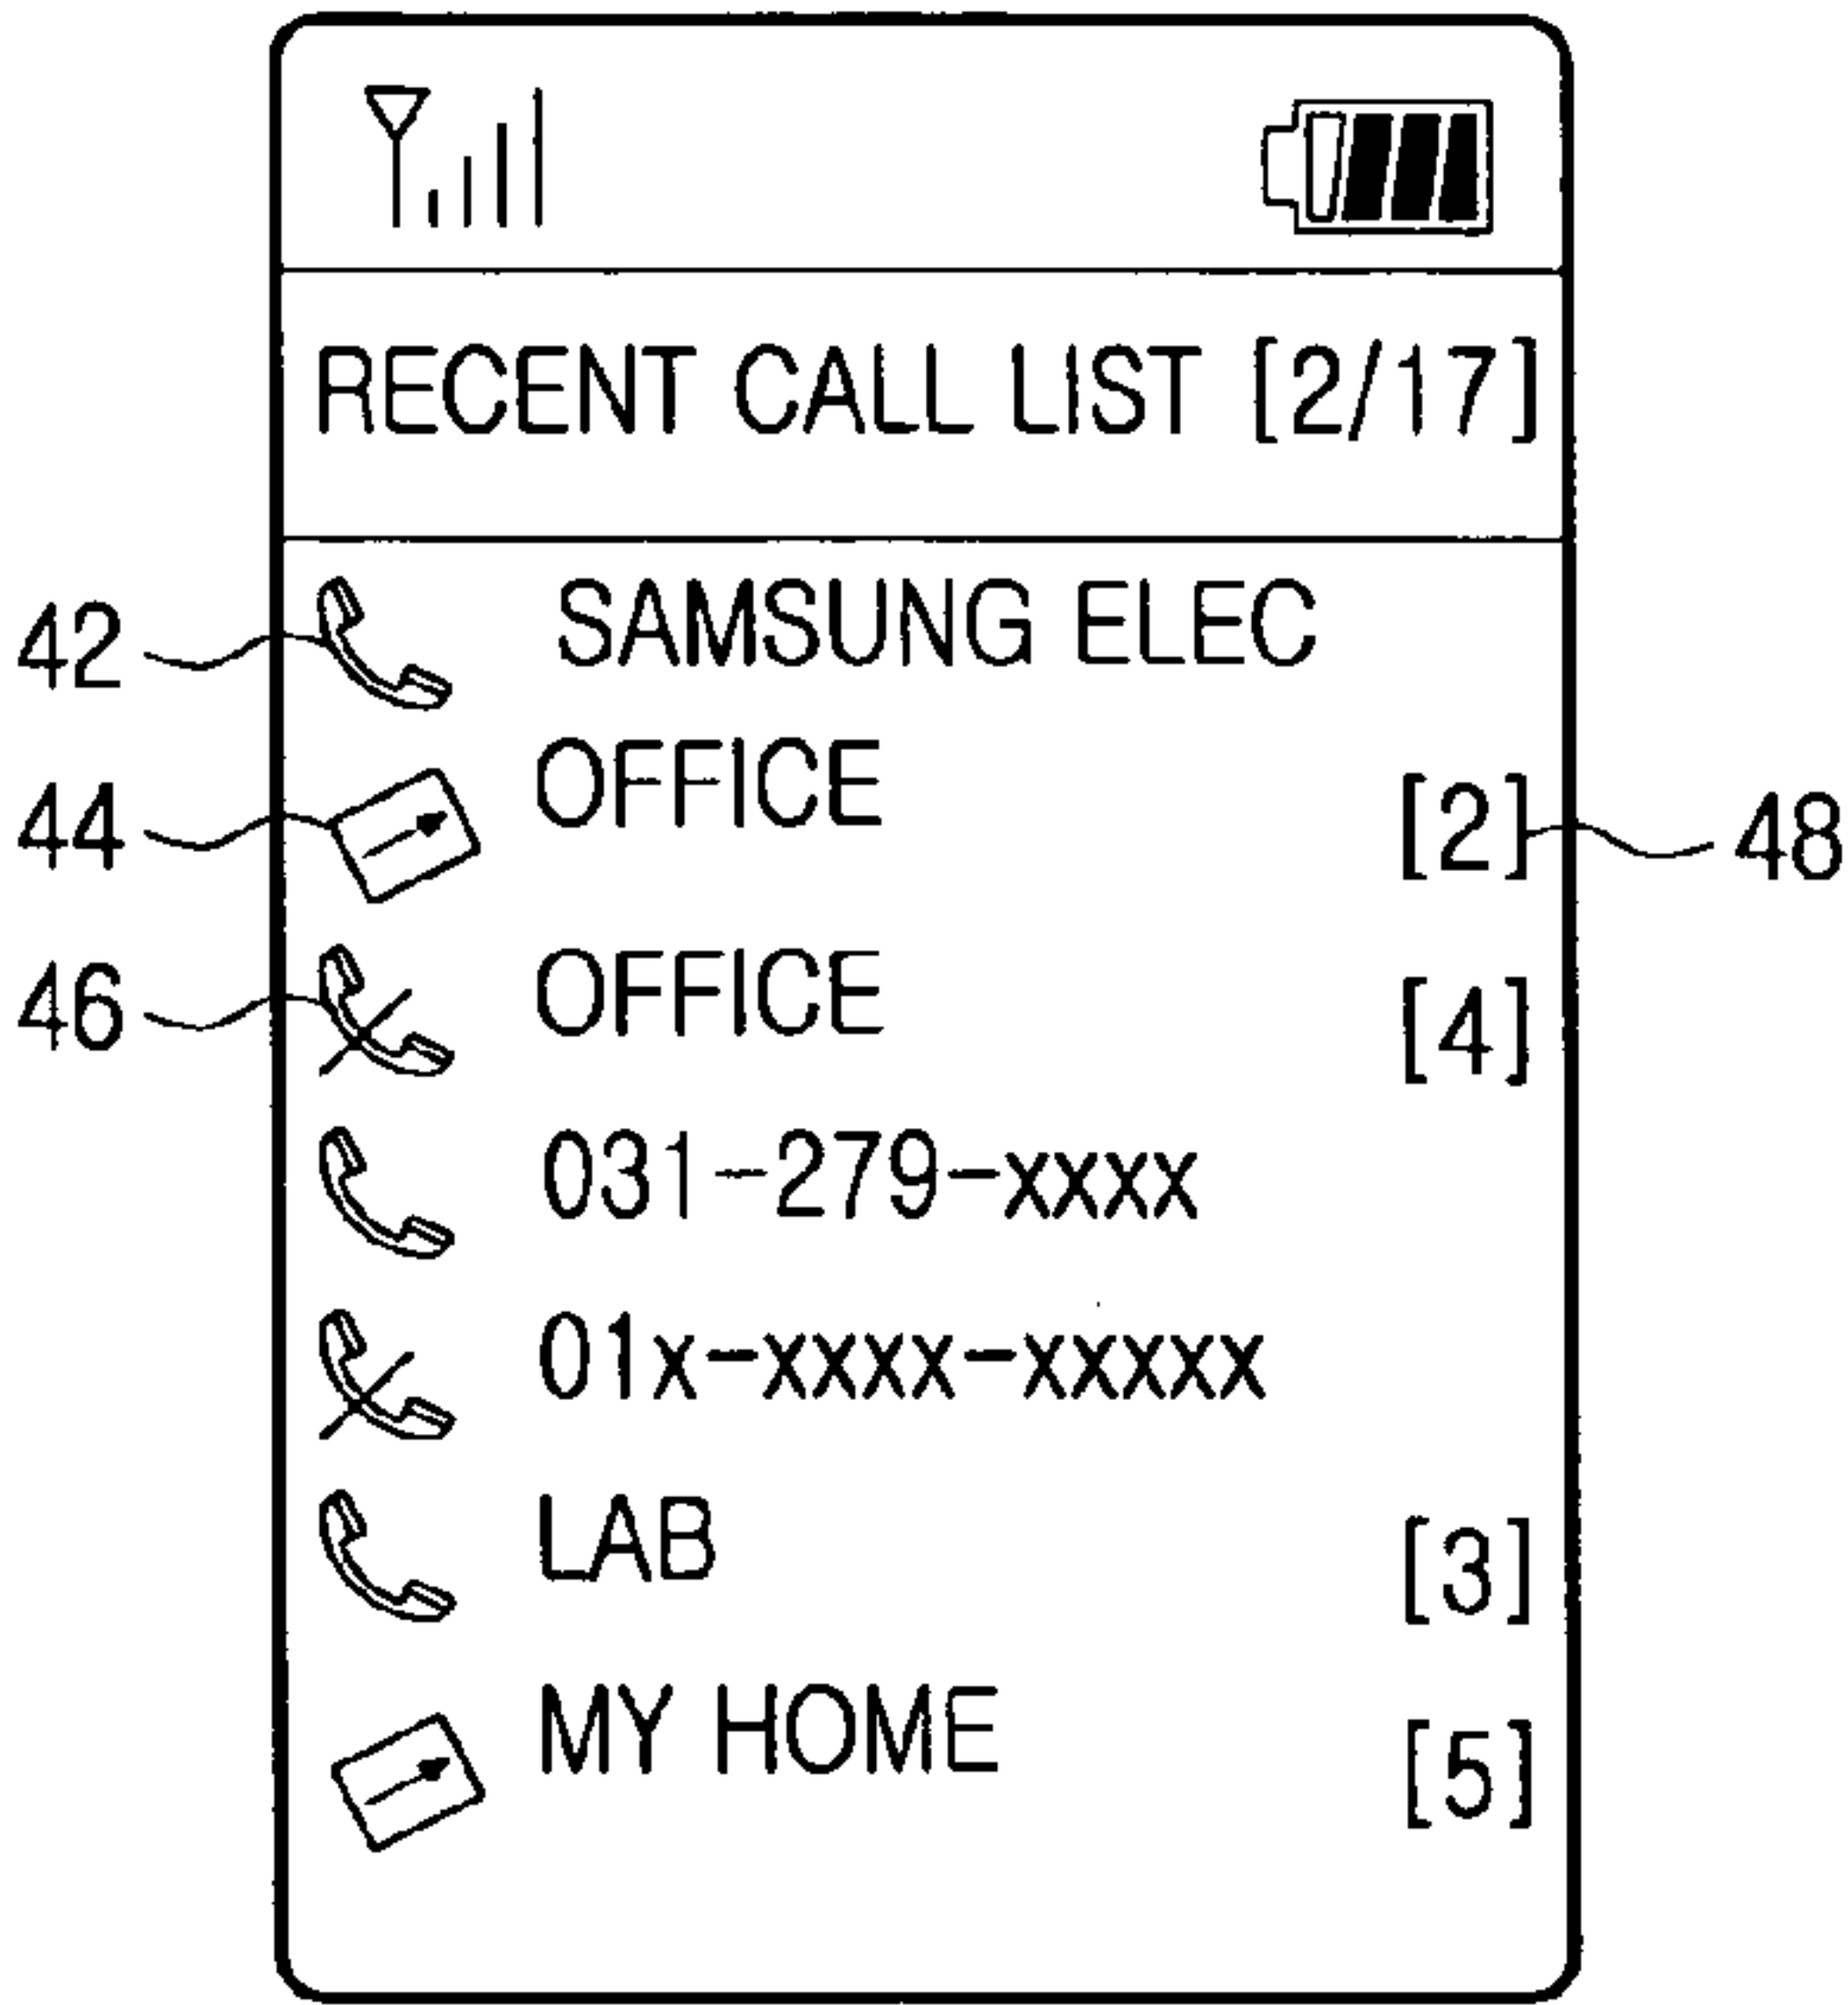 RECENT CALL LIST [2/17]
42 SAMSUNG ELEC
44 OFFICE [2] 48
46 OFFICE [4]
031-279-xxxx
01x-xxxx-xxxxx
LAB [3]
MY HOME [5]